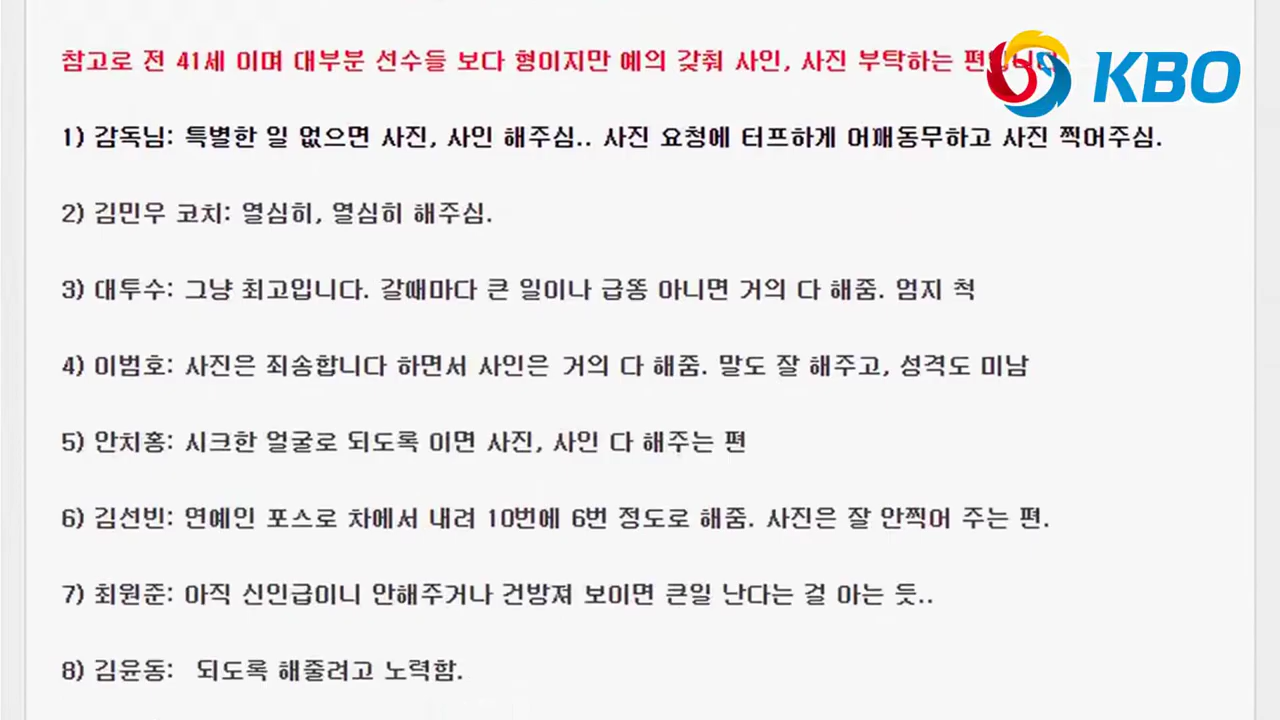 참고로 전 41세 이며 대부분 선수들 보다 형이지만 예의 갖춰 사인, 사진 부탁하는 편입니다
KBO
1) 감독님: 특별한 일 없으면 사진, 사인 해주심.. 사진 요청에 터프하게 어깨동무하고 사진 찍어주심.
2) 김민우 코치: 열심히, 열심히 해주심.
3) 대투수: 그냥 최고입니다. 갈때마다 큰 일이나 급똥 아니면 거의 다 해줌. 엄지 척
4) 이범호: 사진은 죄송합니다 하면서 사인은 거의 다 해줌. 말도 잘 해주고, 성격도 미남
5) 안치홍: 시크한 얼굴로 되도록 이면 사진, 사인 다 해주는 편
6) 김선빈: 연예인 포스로 차에서 내려 10번에 6번 정도로 해줌. 사진은 잘 안찍어 주는 편.
7) 최원준: 아직 신인급이니 안해주거나 건방져 보이면 큰일 난다는 걸 아는 듯..
8) 김윤동: 되도록 해줄려고 노력함.